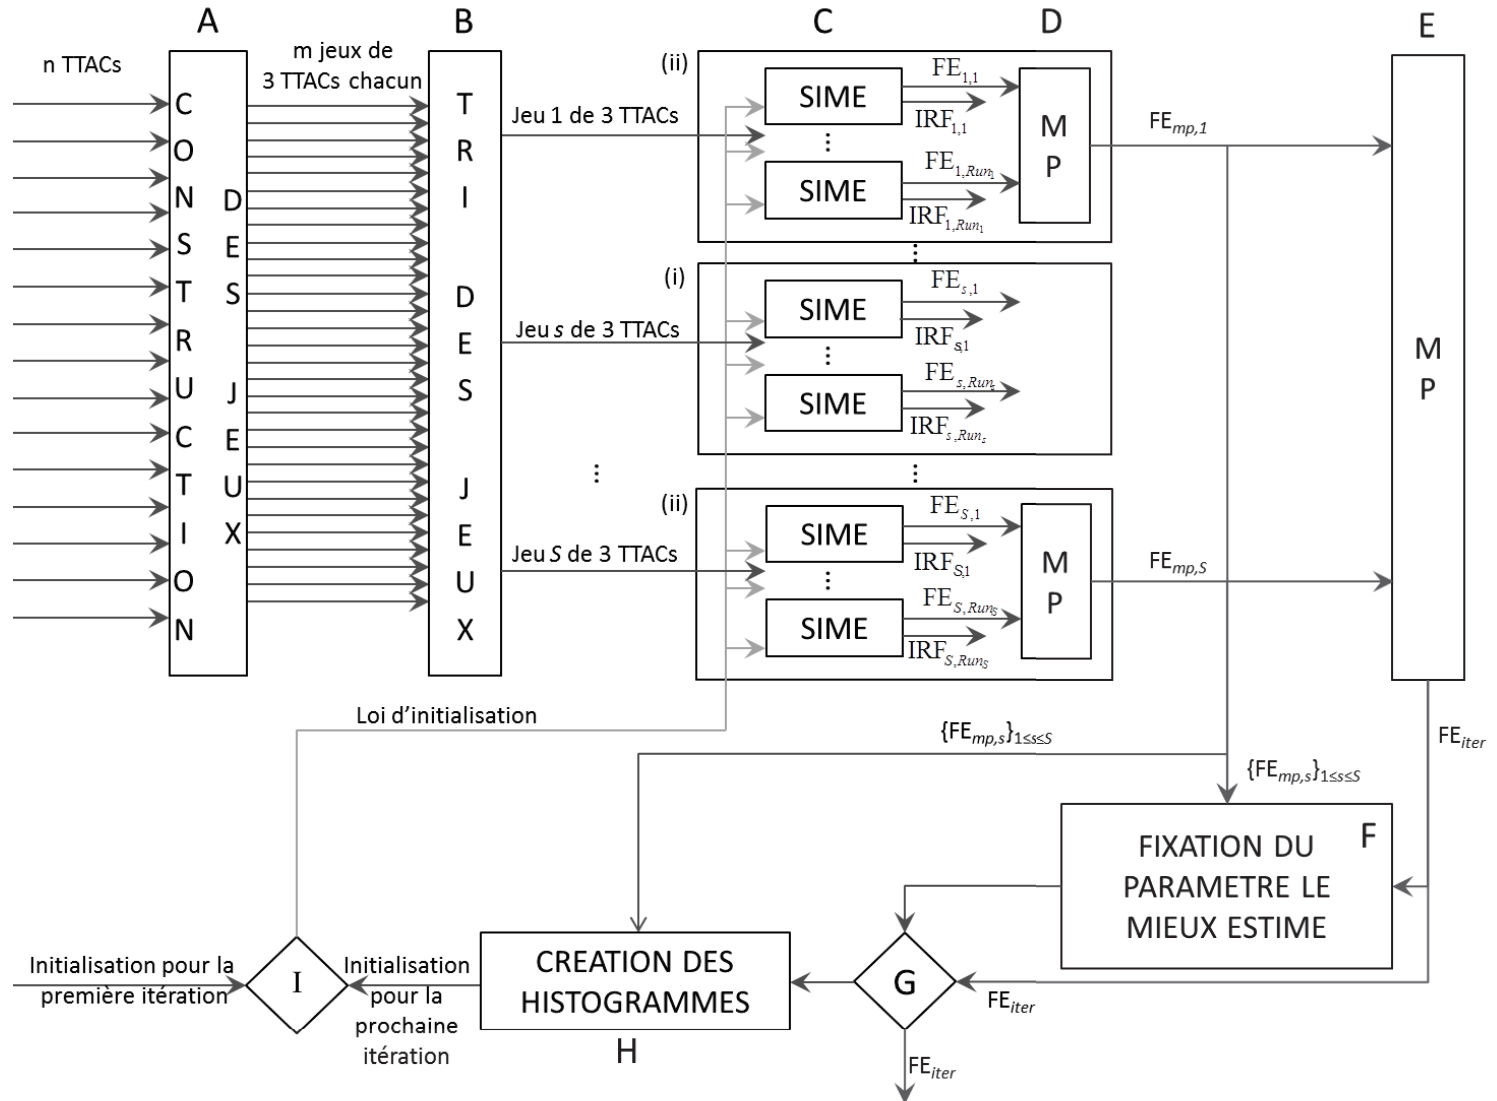 A
B
C
D
E
n TTACs
m jeux de
3 TTACs chacun
CONSTRUCTION
DES JEUX
TRI DES JEUX
(ii)
Jeu 1 de 3 TTACs
SIME
FE1,1
IRF1,1
⋮
SIME
FE1,Run1
IRF1,Run1
M
P
FEmp,1
⋮
(i)
Jeu s de 3 TTACs
SIME
FEs,1
IRFs,1
⋮
SIME
FEs,Runs
IRFs,Runs
M
P
⋮
⋮
(ii)
Jeu S de 3 TTACs
SIME
FES,1
IRFS,1
⋮
SIME
FES,RunS
IRFS,RunS
M
P
FEmp,S
Loi d'initialisation
{FEmp,s}1≤s≤S
FEiter
{FEmp,s}1≤s≤S
F
FIXATION DU
PARAMETRE LE
MIEUX ESTIME
Initialisation pour la
première itération
I
Initialisation
pour la
prochaine
itération
CREATION DES
HISTOGRAMMES
H
G
FEiter
FEiter